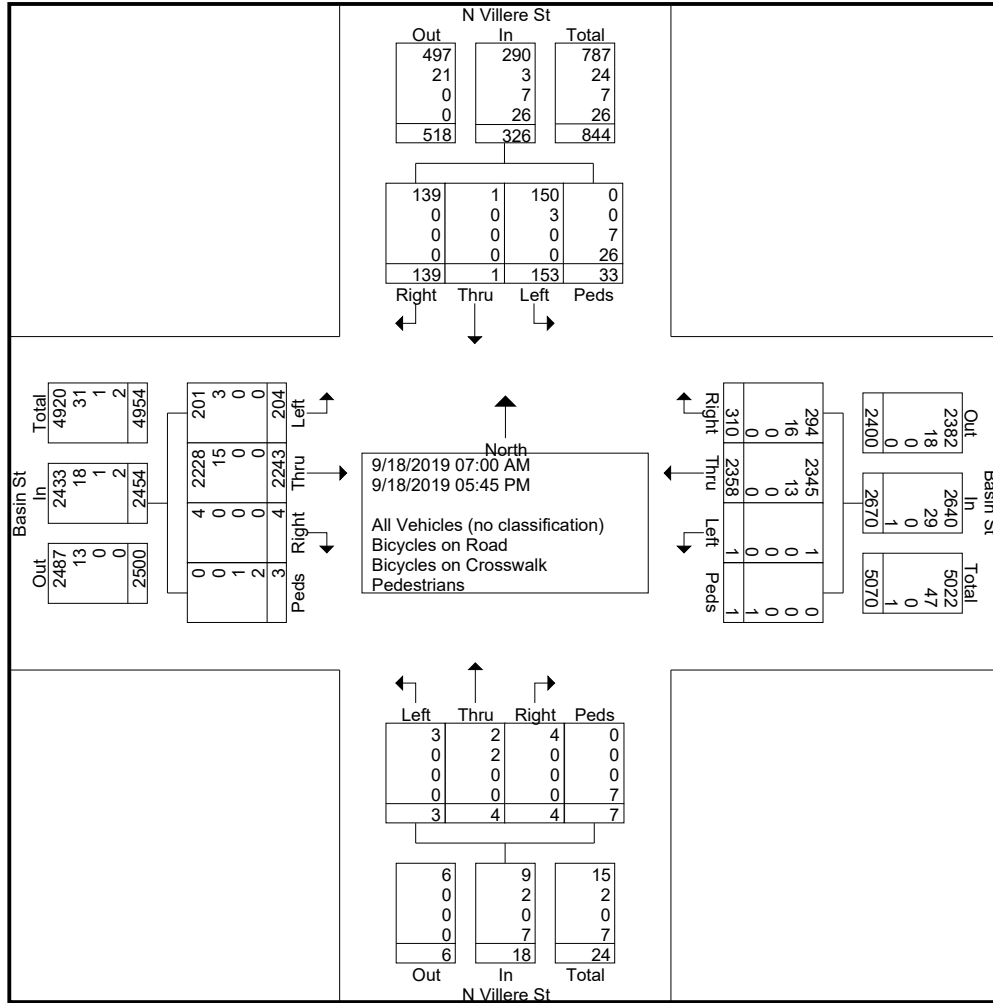 N Villere St
Out In Total
497 290 787
21 3 24
0 7 7
0 26 26
518 326 844
139 1 150 0
0 0 3 0
0 0 0 7
0 0 0 26
139 1 153 33
Right Thru Left Peds
Basin St
Total
4920
31
1
2
4954
In
2433
18
1
2
2454
Out
2487
13
0
0
2500
Left
201
3
0
0
204
Thru
2228
15
0
0
2243
Right
4
0
0
0
4
Peds
0
0
1
2
3
North
9/18/2019 07:00 AM
9/18/2019 05:45 PM
All Vehicles (no classification)
Bicycles on Road
Bicycles on Crosswalk
Pedestrians
Right
294
16
0
0
310
Thru
2345
13
0
0
2358
Left
1
0
0
0
1
Peds
0
0
0
1
1
Out
2382
18
0
0
2400
In
2640
29
0
1
2670
Total
5022
47
0
1
5070
Basin St
Left Thru Right Peds
3 2 4 0
0 2 0 0
0 0 0 0
0 0 0 7
3 4 4 7
6 9 15
0 2 2
0 0 0
0 7 7
6 18 24
Out In Total
N Villere St